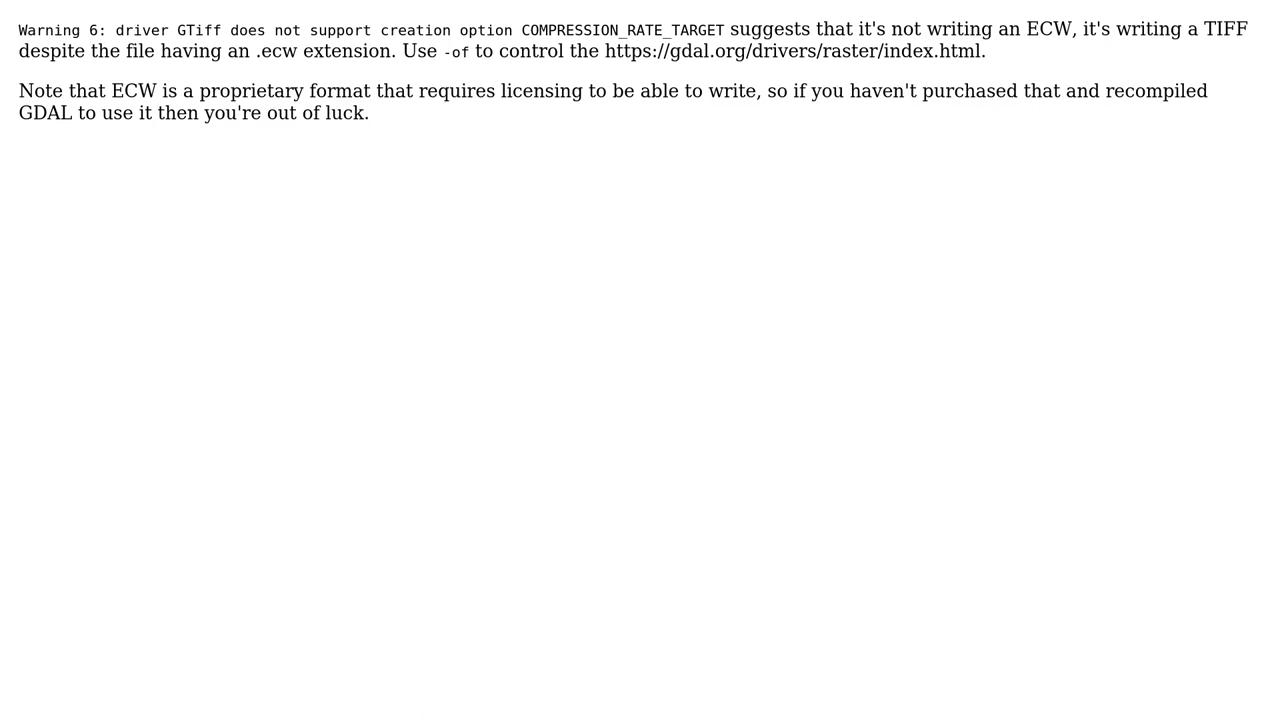 Warning 6: driver GTiff does not support creation option COMPRESSION_RATE_TARGET suggests that it's not writing an ECW, it's writing a TIFF
despite the file having an .ecw extension. Use -of to control the https://gdal.org/drivers/raster/index.html.
Note that ECW is a proprietary format that requires licensing to be able to write, so if you haven't purchased that and recompiled
GDAL to use it then you're out of luck.